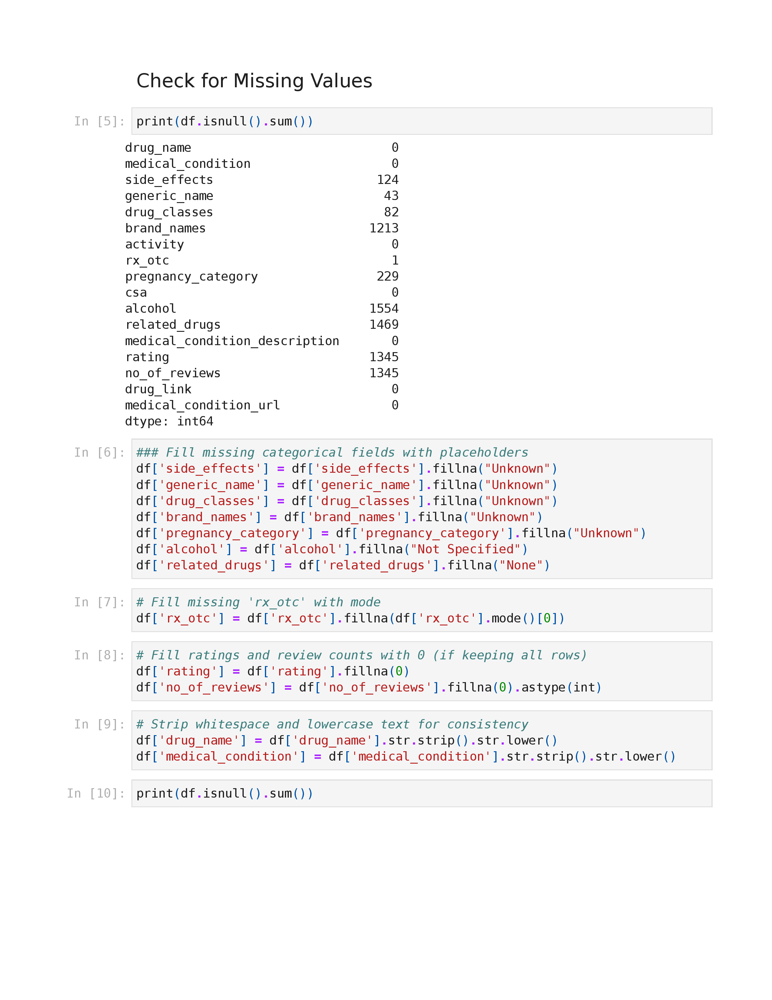 Check for Missing Values
In [5]: print(df.isnull().sum())
drug_name 0
medical_condition 0
side_effects 124
generic_name 43
drug_classes 82
brand_names 1213
activity 0
rx_otc 1
pregnancy_category 229
csa 0
alcohol 1554
related_drugs 1469
medical_condition_description 0
rating 1345
no_of_reviews 1345
drug_link 0
medical_condition_url 0
dtype: int64
In [6]: ### Fill missing categorical fields with placeholders
df['side_effects'] = df['side_effects'].fillna("Unknown")
df['generic_name'] = df['generic_name'].fillna("Unknown")
df['drug_classes'] = df['drug_classes'].fillna("Unknown")
df['brand_names'] = df['brand_names'].fillna("Unknown")
df['pregnancy_category'] = df['pregnancy_category'].fillna("Unknown")
df['alcohol'] = df['alcohol'].fillna("Not Specified")
df['related_drugs'] = df['related_drugs'].fillna("None")
In [7]: # Fill missing 'rx_otc' with mode
df['rx_otc'] = df['rx_otc'].fillna(df['rx_otc'].mode()[0])
In [8]: # Fill ratings and review counts with 0 (if keeping all rows)
df['rating'] = df['rating'].fillna(0)
df['no_of_reviews'] = df['no_of_reviews'].fillna(0).astype(int)
In [9]: # Strip whitespace and lowercase text for consistency
df['drug_name'] = df['drug_name'].str.strip().str.lower()
df['medical_condition'] = df['medical_condition'].str.strip().str.lower()
In [10]: print(df.isnull().sum())